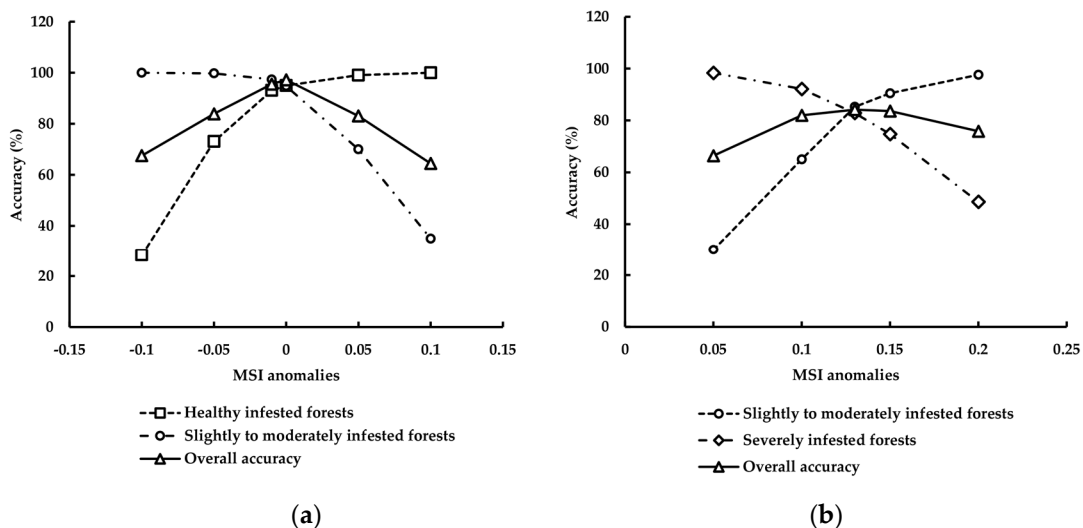 120
100
80
60
40
20
0
Accuracy (%)
-0.15
-0.1
-0.05
0
0.05
0.1
0.15
MSI anomalies
Healthy infested forests
Slightly to moderately infested forests
Overall accuracy
(a)
120
100
80
60
40
20
0
Accuracy (%)
0
0.05
0.1
0.15
0.2
0.25
MSI anomalies
Slightly to moderately infested forests
Severely infested forests
Overall accuracy
(b)